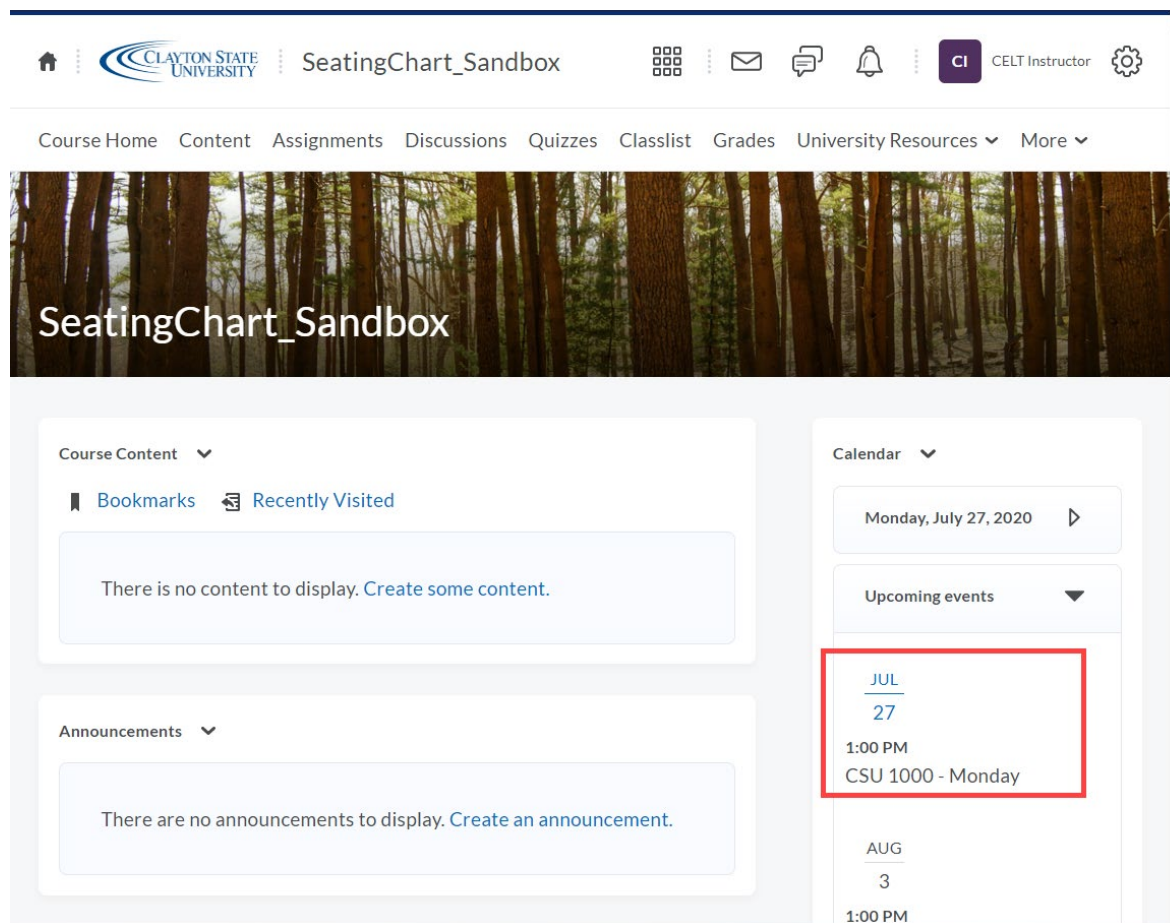 CLAYTON STATE
UNIVERSITY
SeatingChart_Sandbox
CI
CELT Instructor
Course Home Content Assignments Discussions Quizzes Classlist Grades University Resources More
SeatingChart_Sandbox
Course Content
Bookmarks Recently Visited
There is no content to display. Create some content.
Announcements
There are no announcements to display. Create an announcement.
Calendar
Monday, July 27, 2020
Upcoming events
JUL
27
1:00 PM
CSU 1000 - Monday
AUG
3
1:00 PM